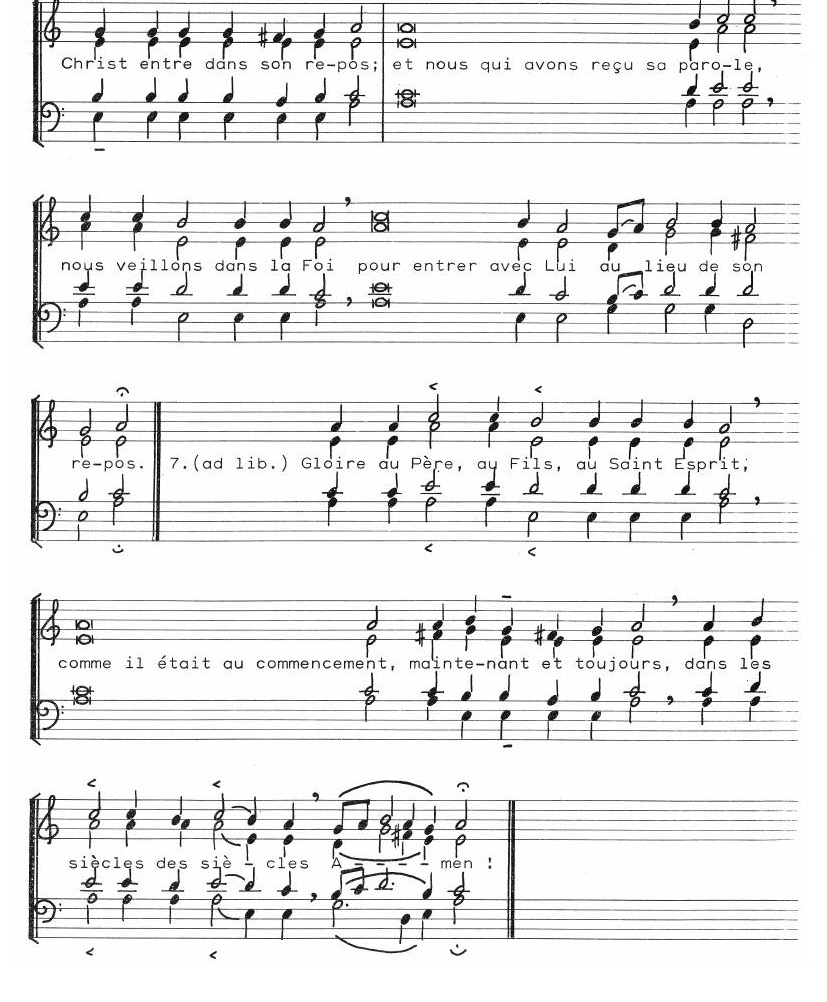 Christ entre dans son re-pos; et nous qui avons reçu sa paro-le,
nous veillons dans la Foi pour entrer avec Lui au lieu de son
re-pos. 7.(ad lib.) Gloire au Père, au Fils, au Saint Esprit;
comme il était au commencement, mainte-nant et toujours, dans les
siècles des siè - cles A - - - - men !